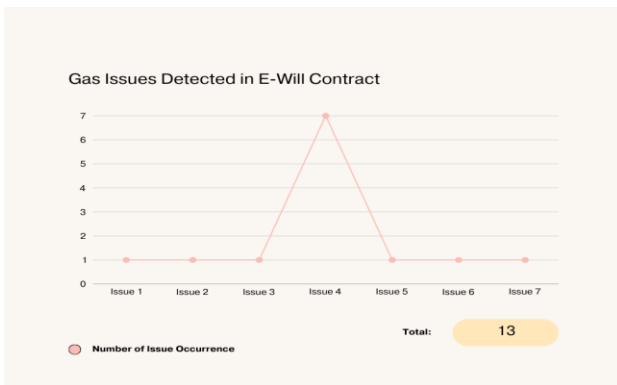 Gas Issues Detected in E-Will Contract
7
6
5
4
3
2
1
0
Issue 1 Issue 2 Issue 3 Issue 4 Issue 5 Issue 6 Issue 7
Total: 13
Number of Issue Occurrence